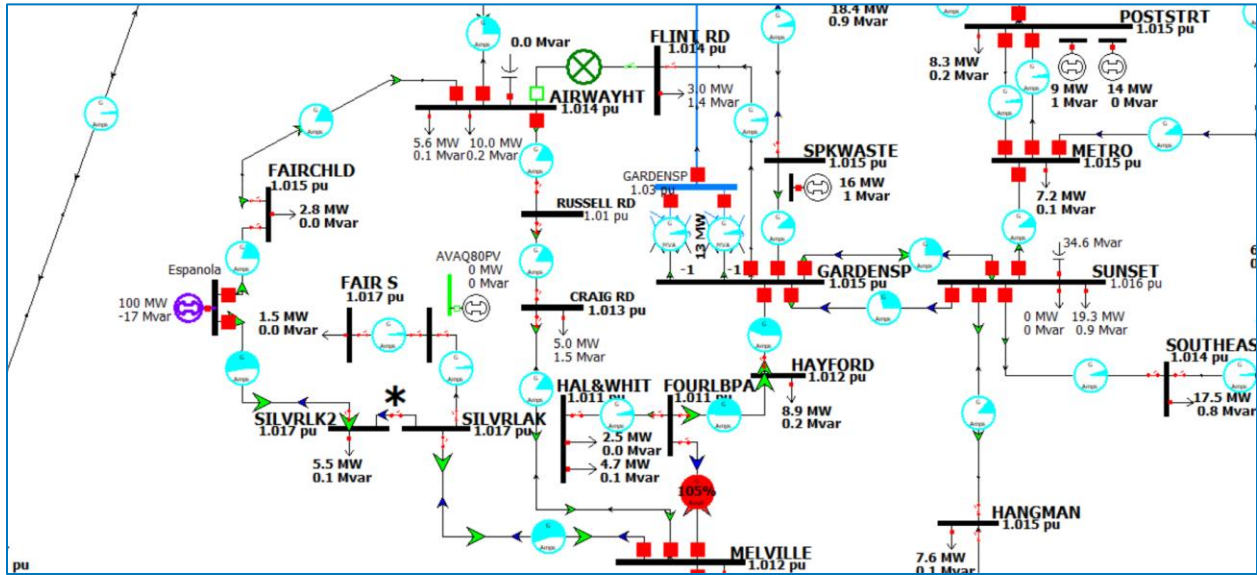 18.4 MW
0.9 Mvar
POSTSTRT
1.015 pu
0.0 Mvar
FLINT RD
1.014 pu
8.3 MW
0.2 Mvar
9 MW
1 Mvar
14 MW
0 Mvar
3.0 MW
1.4 Mvar
AIRWAYHT
1.014 pu
5.6 MW
0.1 Mvar
10.0 MW
0.2 Mvar
SPKWASTE
1.015 pu
METRO
1.015 pu
FAIRCHLD
1.015 pu
GARDENSP
1.03 pu
16 MW
1 Mvar
7.2 MW
0.1 Mvar
2.8 MW
0.0 Mvar
RUSSELL RD
1.01 pu
13 MW
34.6 Mvar
Espanola
AVAQ80PV
0 MW
0 Mvar
-1
-1
GARDENSP
1.015 pu
SUNSET
1.016 pu
FAIR S
1.017 pu
100 MW
-17 Mvar
CRAIG RD
1.013 pu
1.5 MW
0.0 Mvar
0 MW
0 Mvar
19.3 MW
0.9 Mvar
5.0 MW
1.5 Mvar
SOUTHEAS
1.014 pu
HAYFORD
1.012 pu
HAL&WHIT
1.011 pu
FOURLBPA
1.011 pu
17.5 MW
0.8 Mvar
8.9 MW
0.2 Mvar
*
SILVRLK2
1.017 pu
SILVRLAK
1.017 pu
2.5 MW
0.0 Mvar
4.7 MW
0.1 Mvar
5.5 MW
0.1 Mvar
105%
HANGMAN
1.015 pu
MELVILLE
1.012 pu
7.6 MW
0.1 Mvar
pu